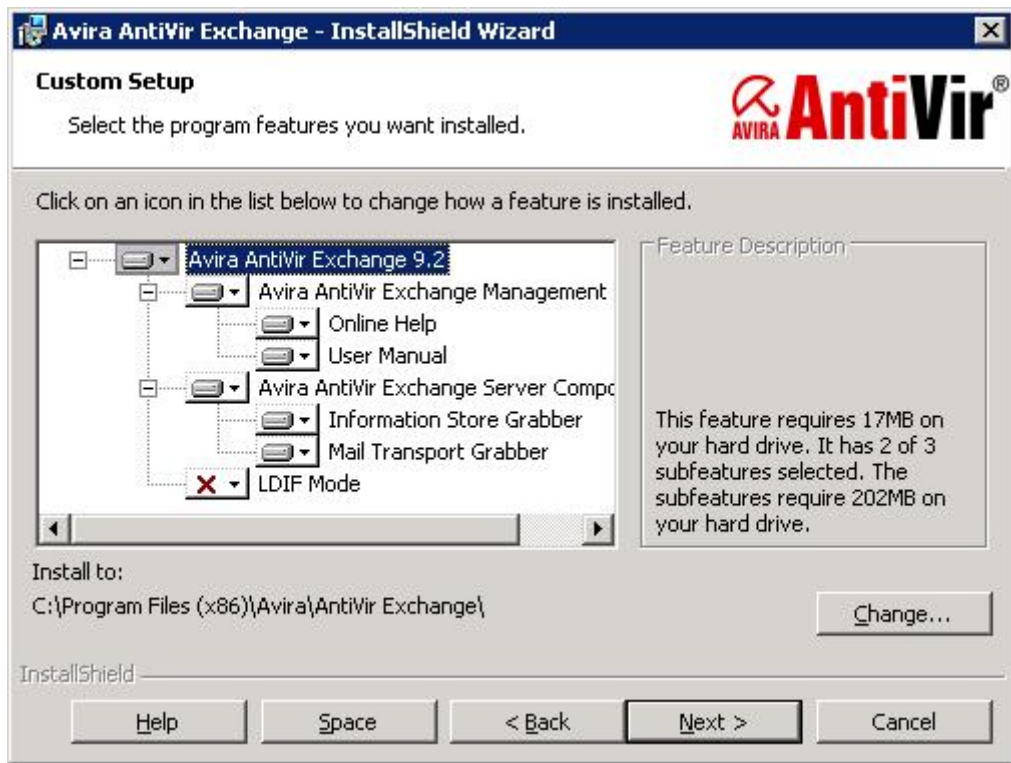 Avira AntiVir Exchange - InstallShield Wizard
Custom Setup
Select the program features you want installed.
AVIRA AntiVir®
Click on an icon in the list below to change how a feature is installed.
Avira AntiVir Exchange 9.2
Avira AntiVir Exchange Management
Online Help
User Manual
Avira AntiVir Exchange Server Compo
Information Store Grabber
Mail Transport Grabber
LDIF Mode
Feature Description
This feature requires 17MB on
your hard drive. It has 2 of 3
subfeatures selected. The
subfeatures require 202MB on
your hard drive.
Install to:
C:\Program Files (x86)\Avira\AntiVir Exchange\
Change...
InstallShield
Help
Space
< Back
Next >
Cancel